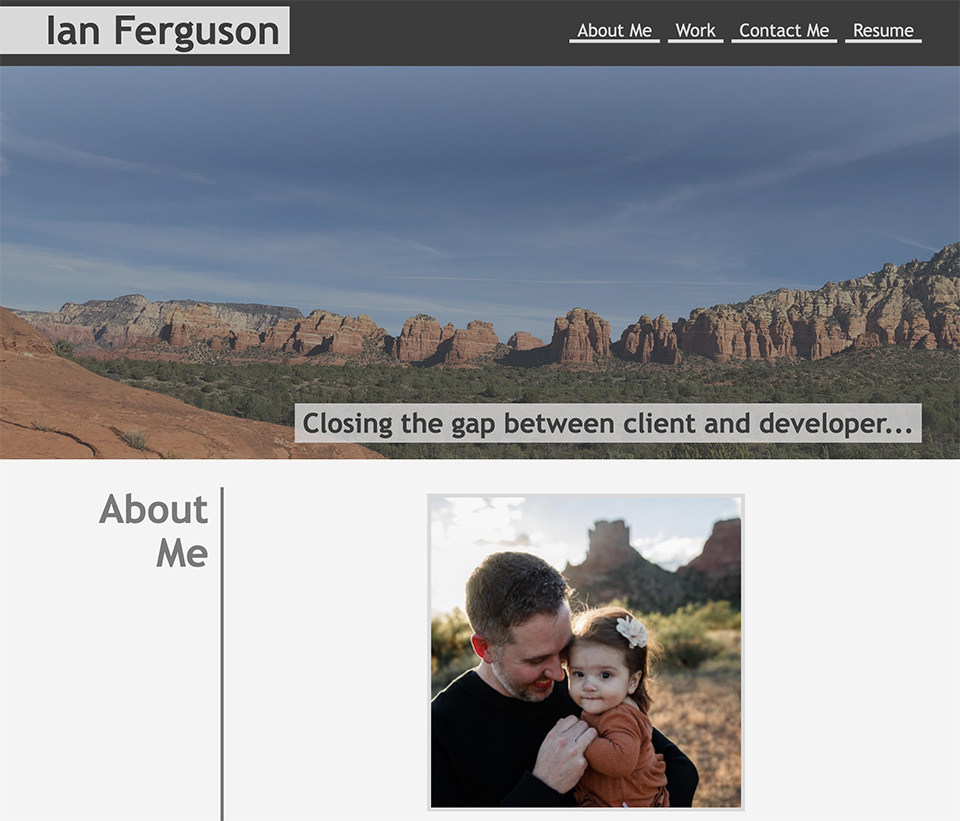 Ian Ferguson
About Me
Work
Contact Me
Resume
Closing the gap between client and developer...
About
Me